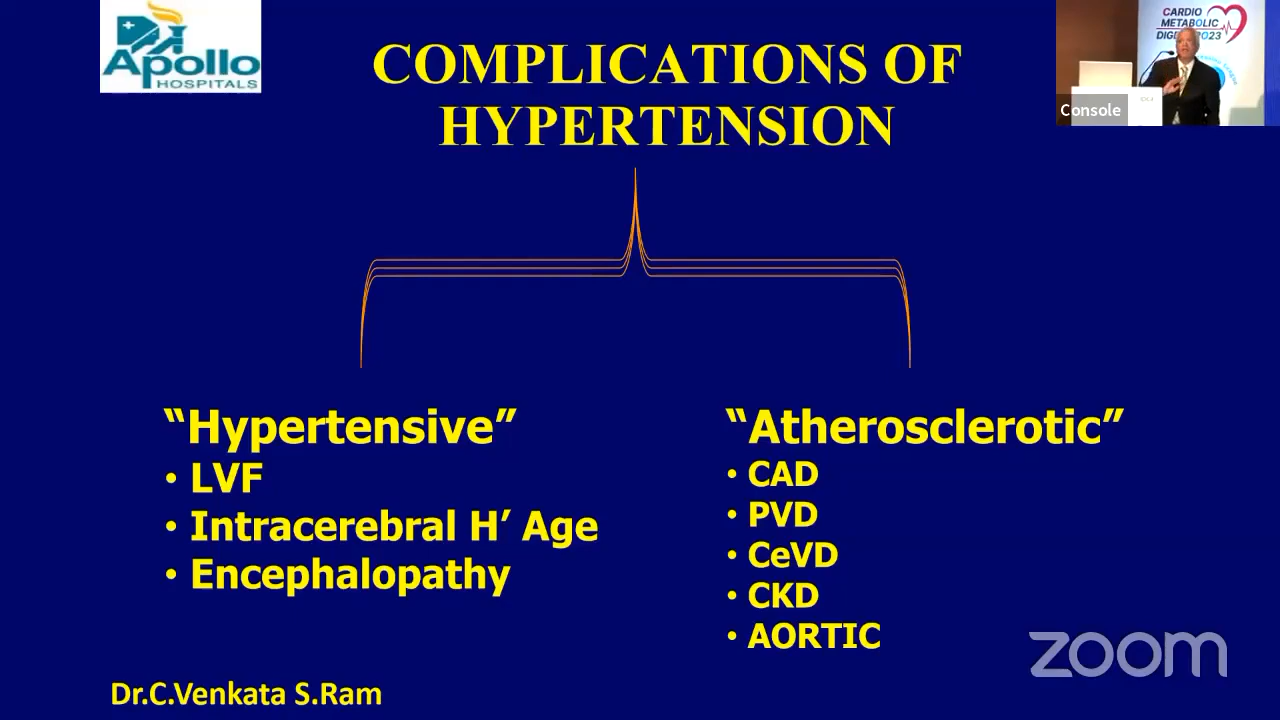 Apollo
HOSPITALS
COMPLICATIONS OF
HYPERTENSION
CARDIO
METABOLIC
2023
Console
“Hypertensive”
• LVF
• Intracerebral H’ Age
• Encephalopathy
“Atherosclerotic”
• CAD
• PVD
• CeVD
• CKD
• AORTIC
zoom
Dr.C.Venkata S.Ram